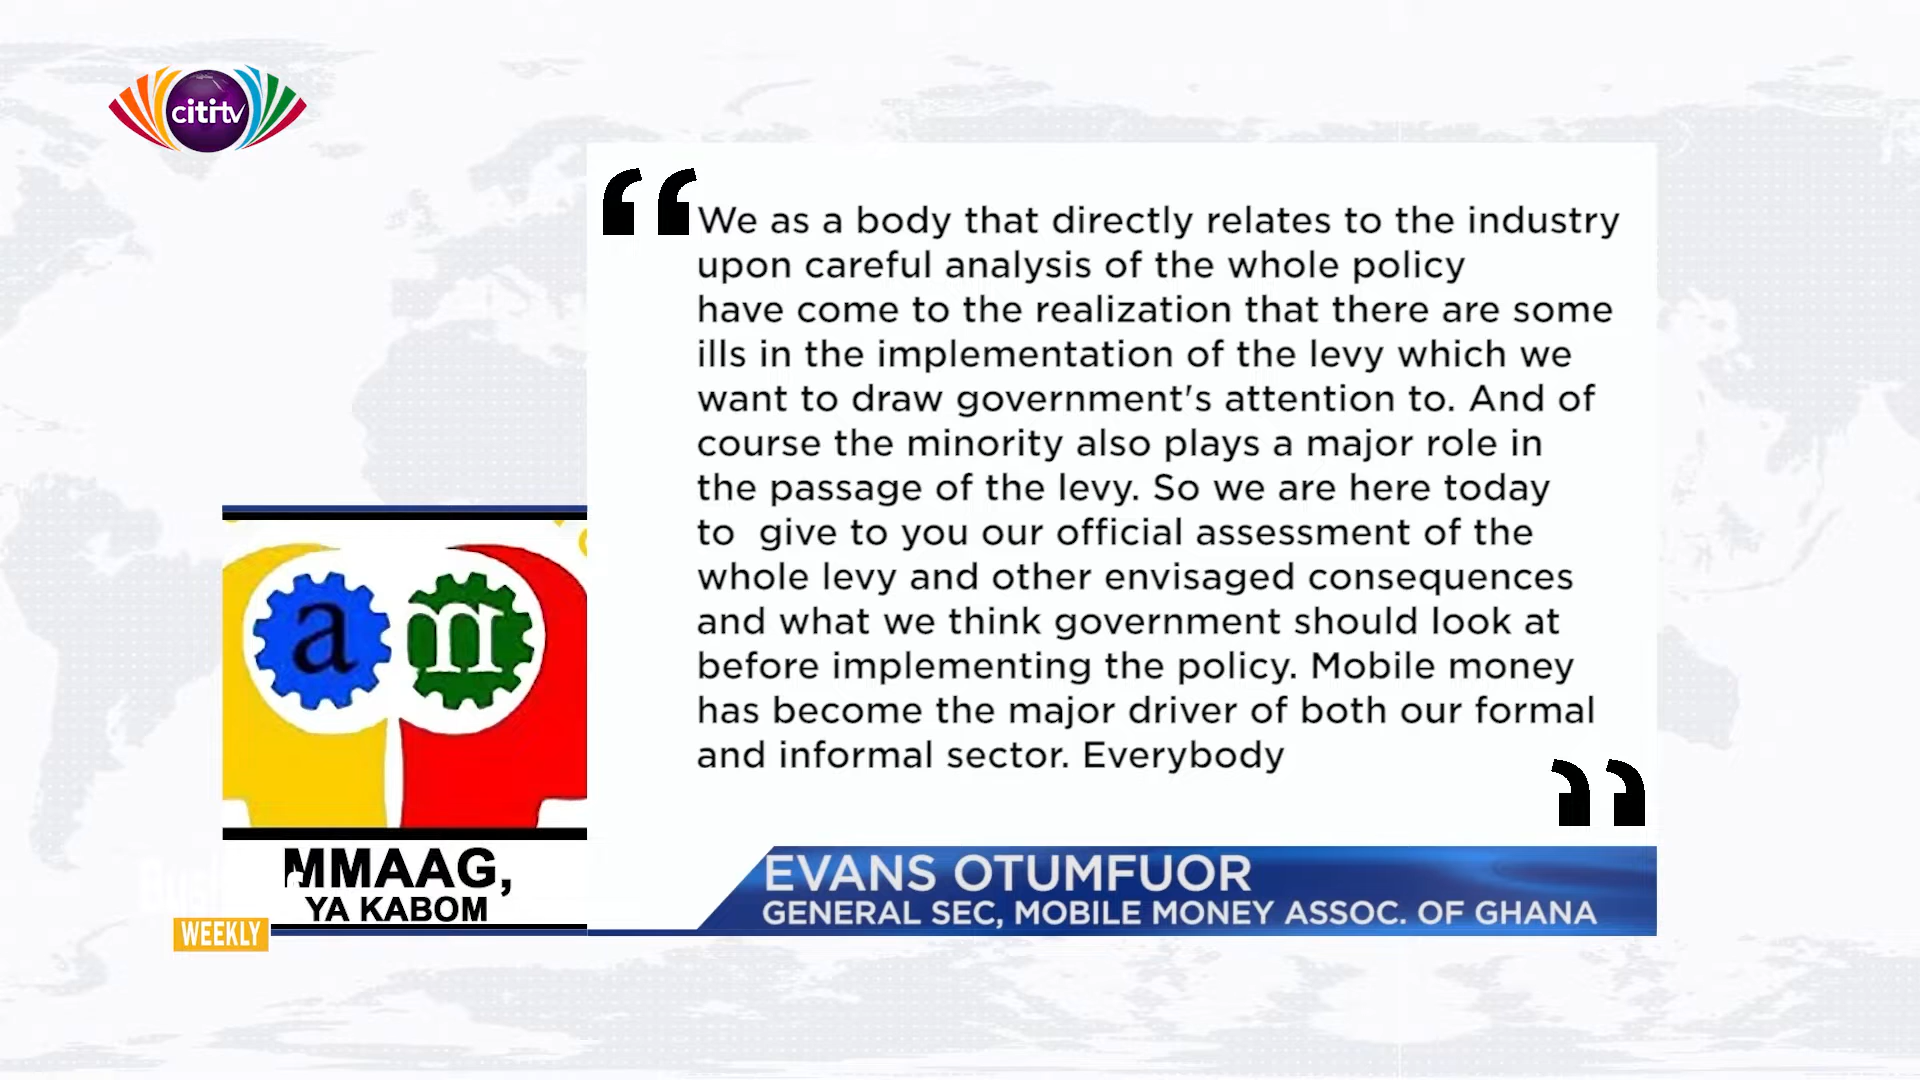 citi tv
We as a body that directly relates to the industry
upon careful analysis of the whole policy
have come to the realization that there are some
ills in the implementation of the levy which we
want to draw government's attention to. And of
course the minority also plays a major role in
the passage of the levy. So we are here today
to  give to you our official assessment of the
whole levy and other envisaged consequences
and what we think government should look at
before implementing the policy. Mobile money
has become the major driver of both our formal
and informal sector. Everybody
a m
MMAAG,
YA KABOM
WEEKLY
EVANS OTUMFUOR
GENERAL SEC, MOBILE MONEY ASSOC. OF GHANA